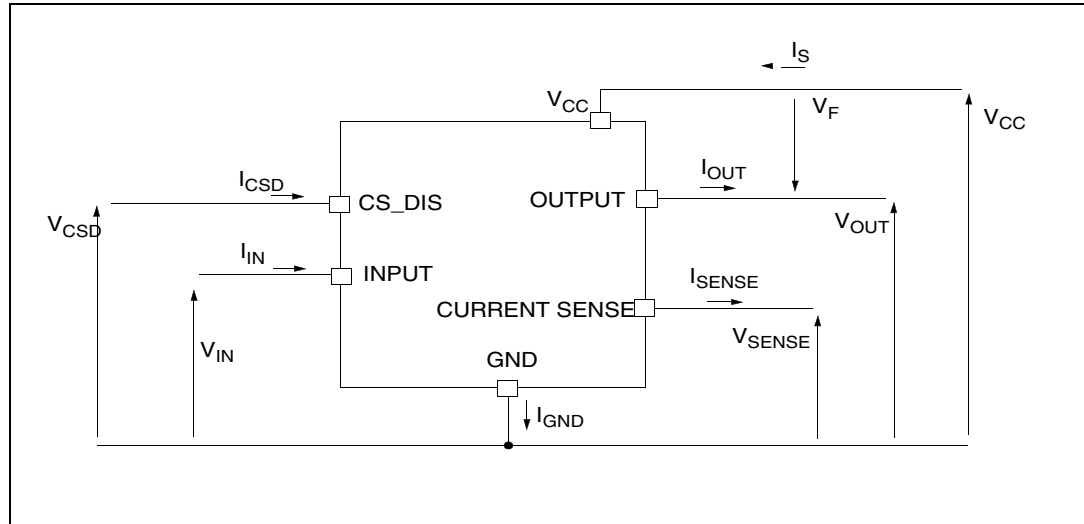 I_S
V_CC
V_F
V_CC
I_CSD
I_OUT
CS_DIS
OUTPUT
V_CSD
V_OUT
I_IN
INPUT
I_SENSE
CURRENT SENSE
V_SENSE
V_IN
GND
I_GND